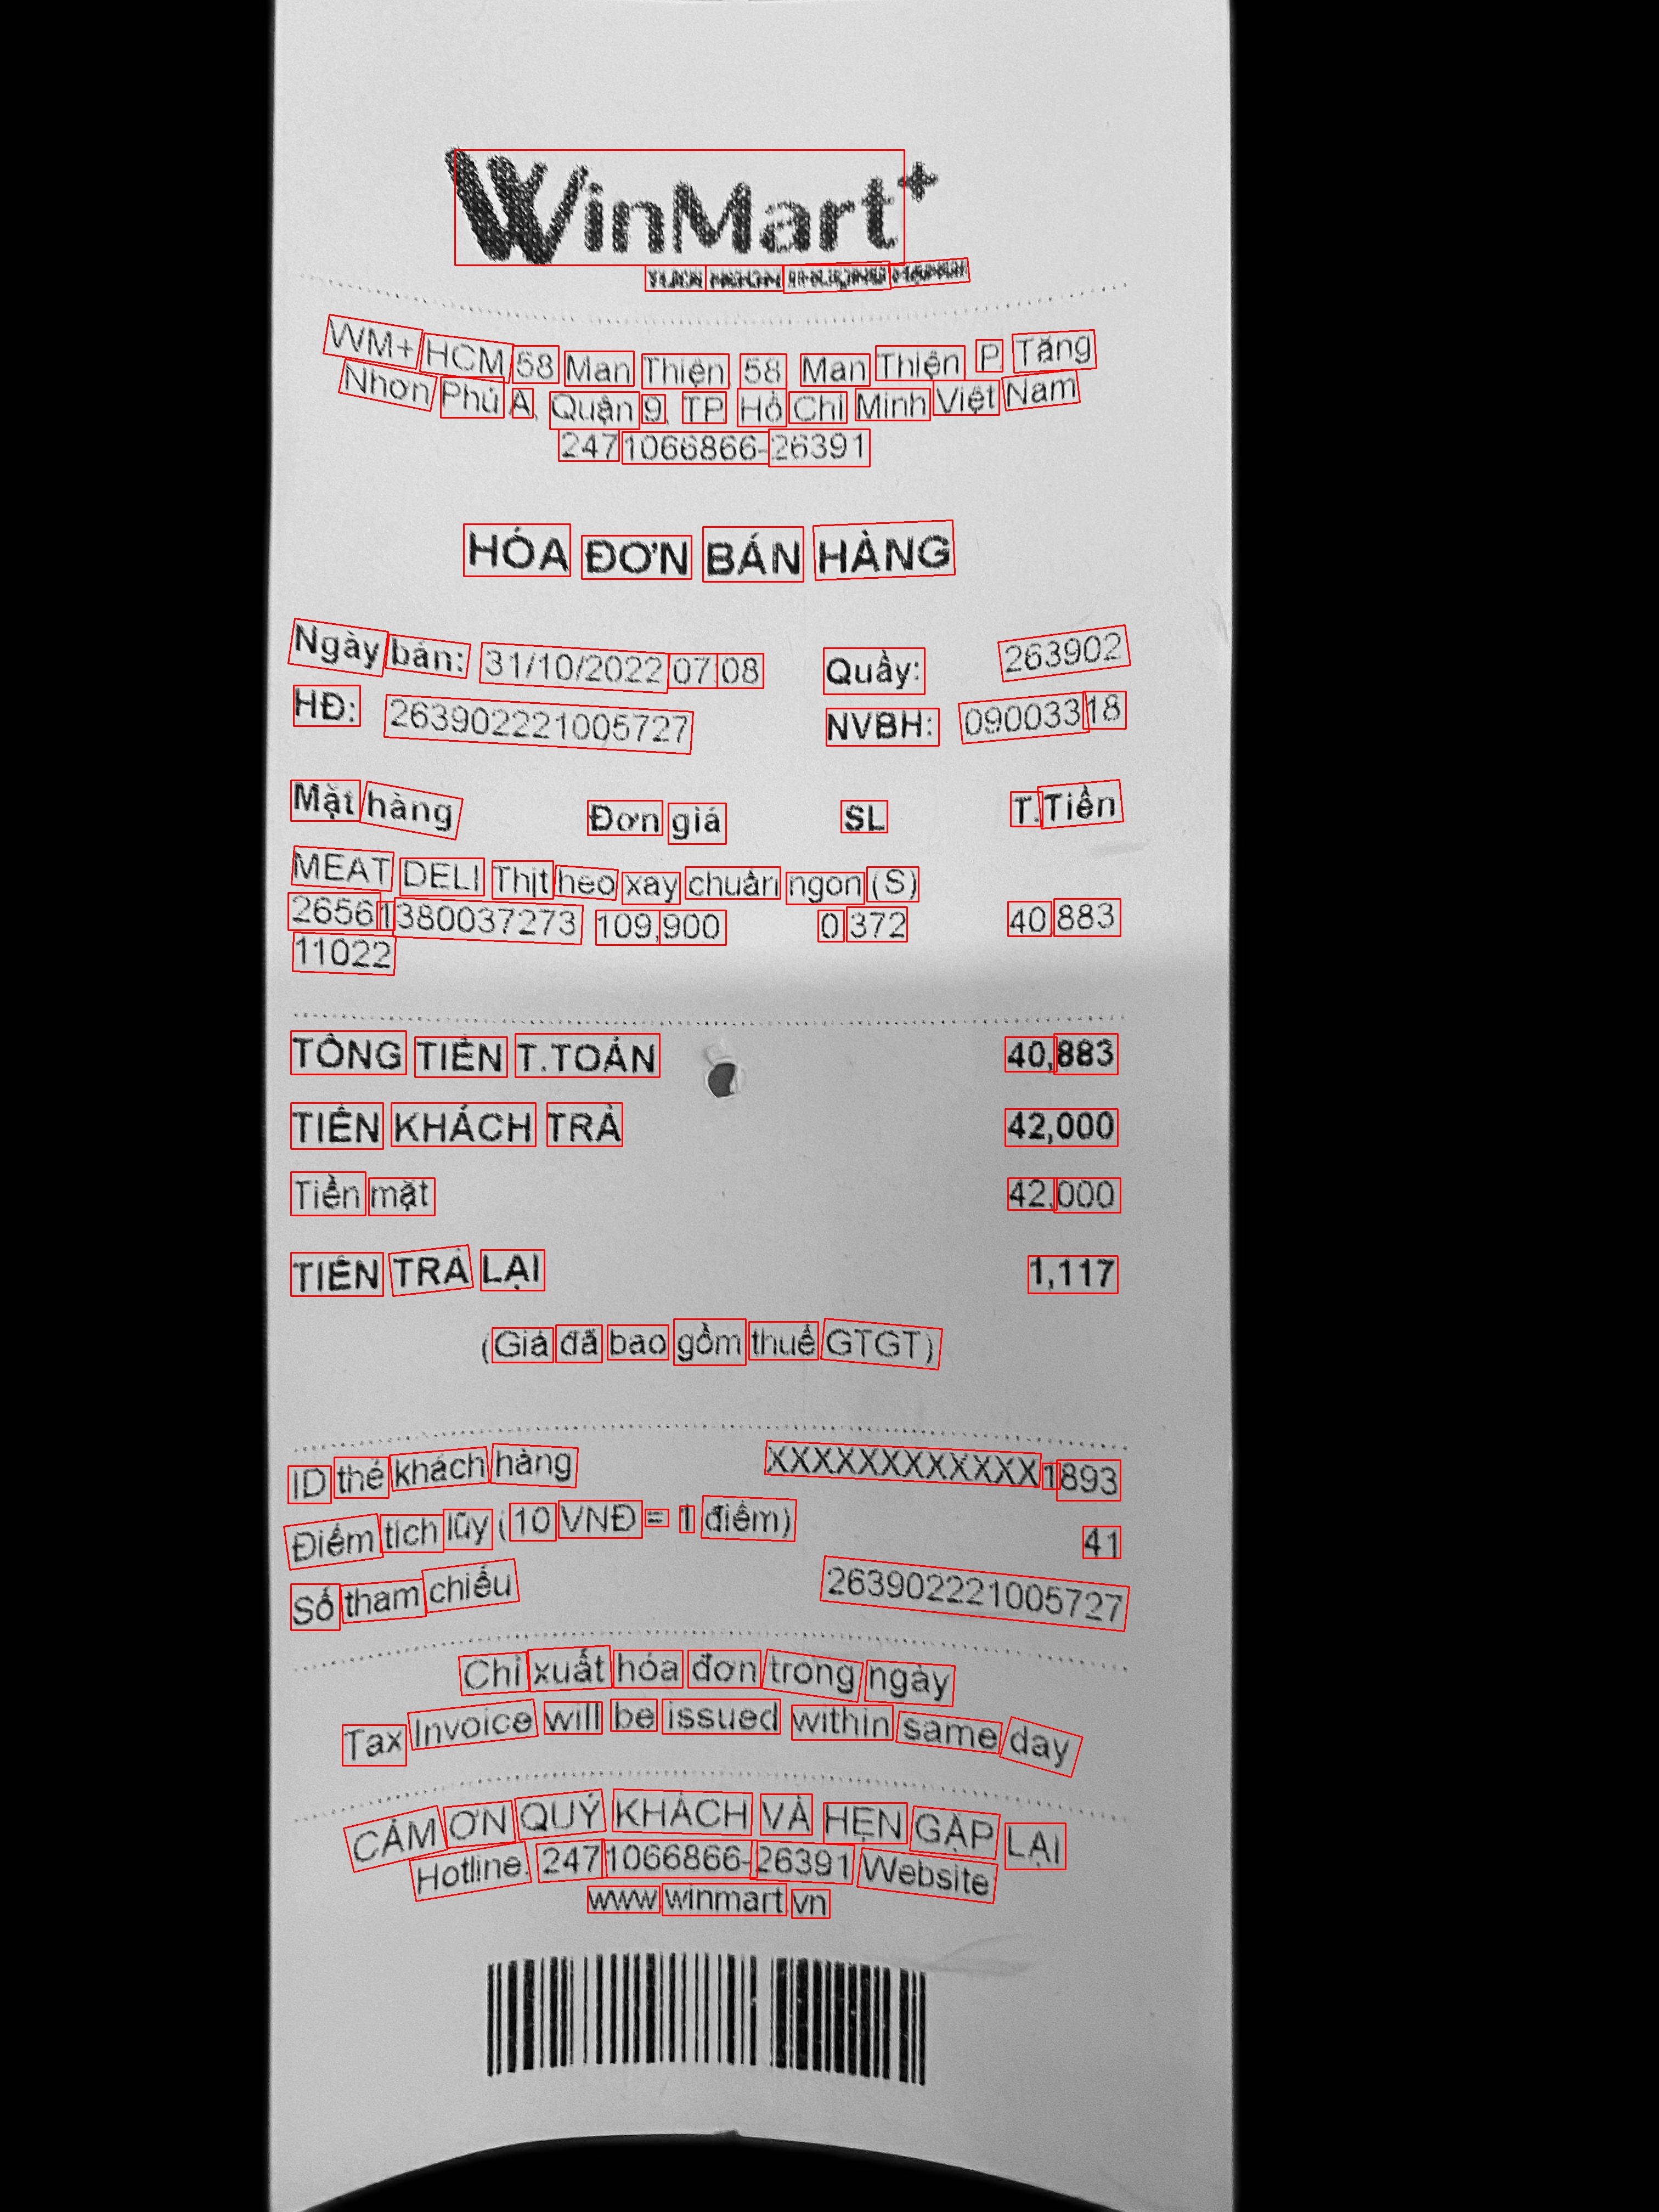 WinMart+
WM+ HCM 58 Man Thiện, 58 Man Thiện, P. Tăng
Nhơn Phú A, Quận 9, TP. Hồ Chí Minh, Việt Nam
2471066866-26391
HÓA ĐƠN BÁN HÀNG
Ngày bán: 31/10/2022 07:08 Quầy: 263902
HĐ: 263902221005727 NVBH: 09003318
Mặt hàng Đơn giá SL T.Tiền
MEAT DELI Thịt heo xay chuẩn ngon (S)
26561380037273 109,900 0.372 40,883
11022
TỔNG TIỀN T.TOÁN 40,883
TIỀN KHÁCH TRẢ 42,000
Tiền mặt 42,000
TIỀN TRẢ LẠI 1,117
(Giá đã bao gồm thuế GTGT)
ID thẻ khách hàng XXXXXXXXXXXX1893
Điểm tích lũy (10 VNĐ = 1 điểm) 41
Số tham chiếu 263902221005727
Chỉ xuất hóa đơn trong ngày
Tax Invoice will be issued within same day
CẢM ƠN QUÝ KHÁCH VÀ HẸN GẶP LẠI
Hotline: 2471066866-26391 Website:
www.winmart.vn